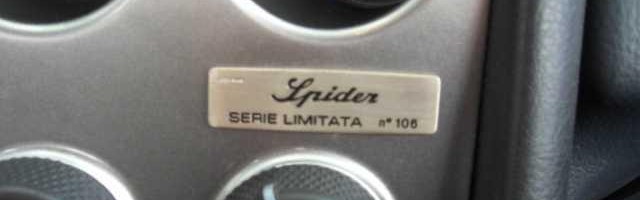 Spider
SERIE LIMITATA n° 106